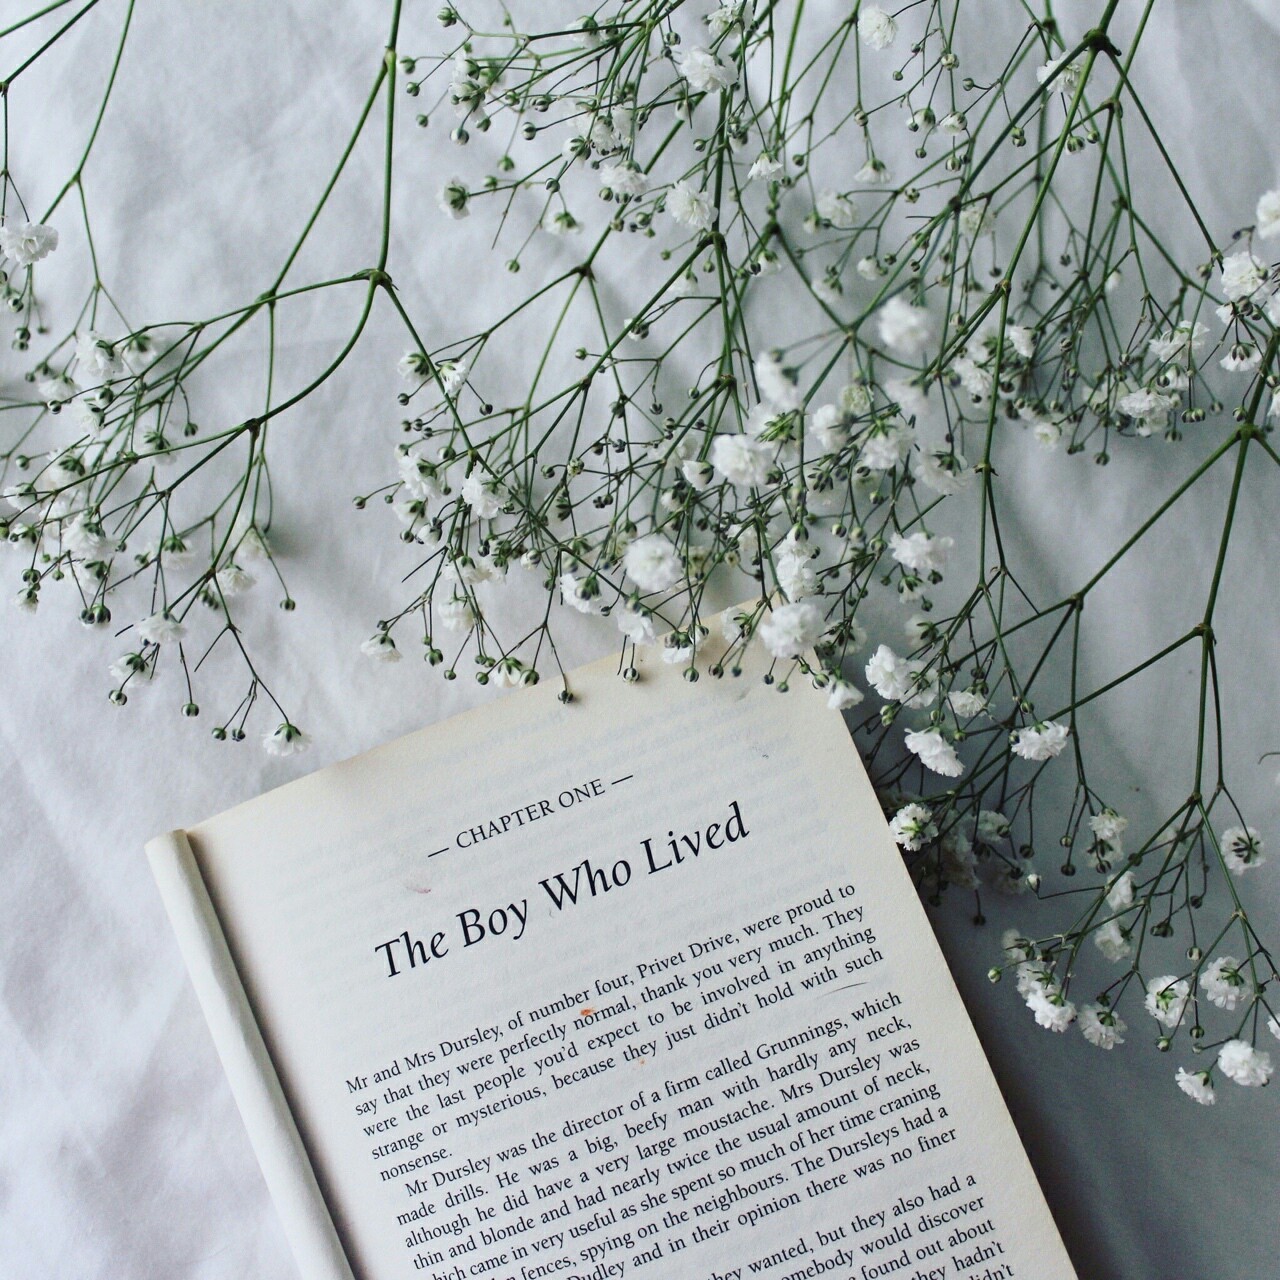 — CHAPTER ONE —
The Boy Who Lived
Mr and Mrs Dursley, of number four, Privet Drive, were proud to
say that they were perfectly normal, thank you very much. They
were the last people you'd expect to be involved in anything
strange or mysterious, because they just didn't hold with such
nonsense.
Mr Dursley was the director of a firm called Grunnings, which
made drills. He was a big, beefy man with hardly any neck,
although he did have a very large moustache. Mrs Dursley was
thin and blonde and had nearly twice the usual amount of neck,
which came in very useful as she spent so much of her time craning
fences, spying on the neighbours. The Dursleys had a
Dudley and in their opinion there was no finer
they wanted, but they also had a
somebody would discover
found out about
they hadn't
didn't